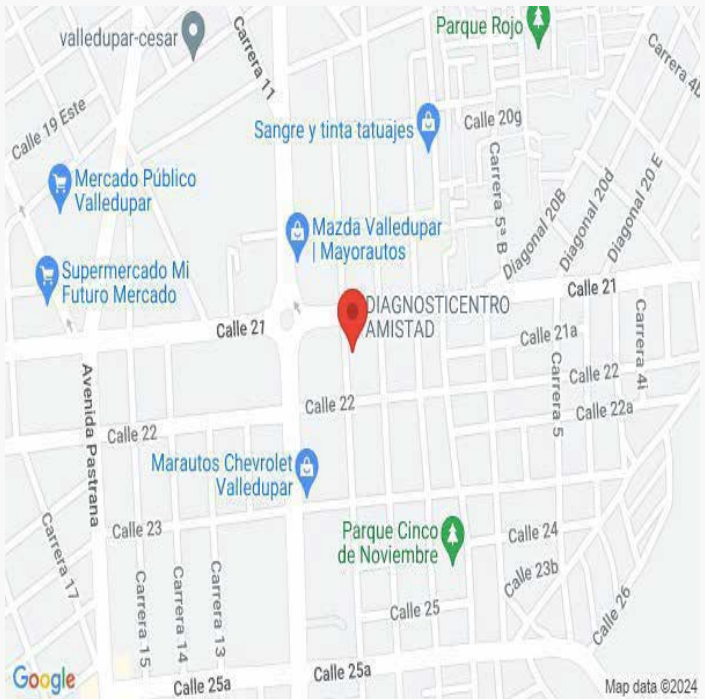 valledupar-cesar
Carrera 11
Parque Rojo
Carrera 4b
Calle 19 Este
Sangre y tinta tatuajes
Calle 20g
Mercado Público
Valledupar
Carrera 5ª B
Diagonal 20B
Diagonal 20d
Diagonal 20 E
Mazda Valledupar
| Mayorautos
Supermercado Mi
Futuro Mercado
Calle 21
DIAGNOSTICENTRO
AMISTAD
Calle 21
Calle 21a
Carrera 4i
Avenida Pastrana
Calle 22
Calle 22
Carrera 5
Calle 22a
Calle 22
Marautos Chevrolet
Valledupar
Carrera 17
Calle 23
Parque Cinco
de Noviembre
Calle 24
Calle 23b
Carrera 15
Carrera 14
Carrera 13
Calle 25
Calle 26
Google
Calle 25a
Calle 25a
Map data ©2024